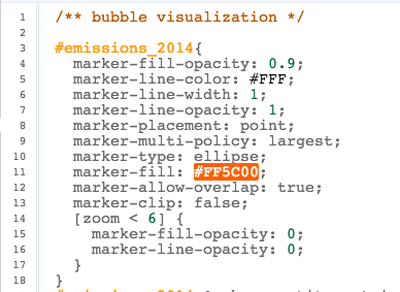 1 /** bubble visualization */
2
3 #emissions_2014{
4 marker-fill-opacity: 0.9;
5 marker-line-color: #FFF;
6 marker-line-width: 1;
7 marker-line-opacity: 1;
8 marker-placement: point;
9 marker-multi-policy: largest;
10 marker-type: ellipse;
11 marker-fill: #FF5C00;
12 marker-allow-overlap: true;
13 marker-clip: false;
14 [zoom < 6] {
15 marker-fill-opacity: 0;
16 marker-line-opacity: 0;
17 }
18 }